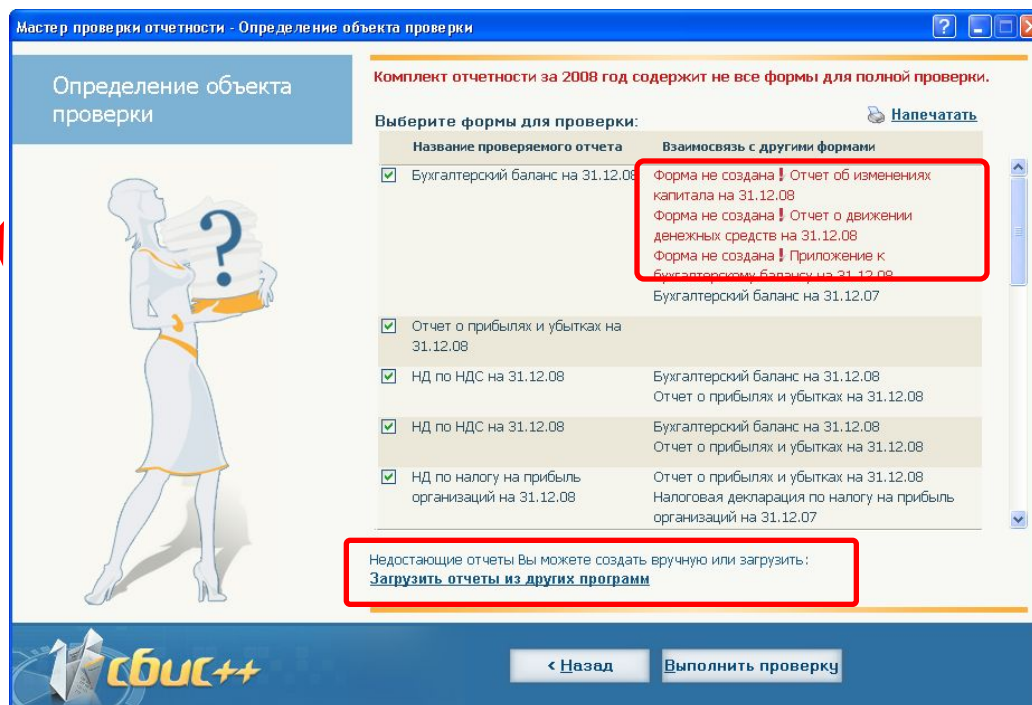 Мастер проверки отчетности - Определение объекта проверки
Определение объекта
проверки
Комплект отчетности за 2008 год содержит не все формы для полной проверки.
Выберите формы для проверки:
Напечатать
Название проверяемого отчета
Взаимосвязь с другими формами
Бухгалтерский баланс на 31.12.08
Форма не создана! Отчет об изменениях
капитала на 31.12.08
Форма не создана! Отчет о движении
денежных средств на 31.12.08
Форма не создана! Приложение к
бухгалтерскому балансу на 31.12.08
Бухгалтерский баланс на 31.12.07
Отчет о прибылях и убытках на
31.12.08
НД по НДС на 31.12.08
Бухгалтерский баланс на 31.12.08
Отчет о прибылях и убытках на 31.12.08
НД по НДС на 31.12.08
Бухгалтерский баланс на 31.12.08
Отчет о прибылях и убытках на 31.12.08
НД по налогу на прибыль
организаций на 31.12.08
Отчет о прибылях и убытках на 31.12.08
Налоговая декларация по налогу на прибыль
организаций на 31.12.07
Недостающие отчеты Вы можете создать вручную или загрузить:
Загрузить отчеты из других программ
сбис++
< Назад
Выполнить проверку